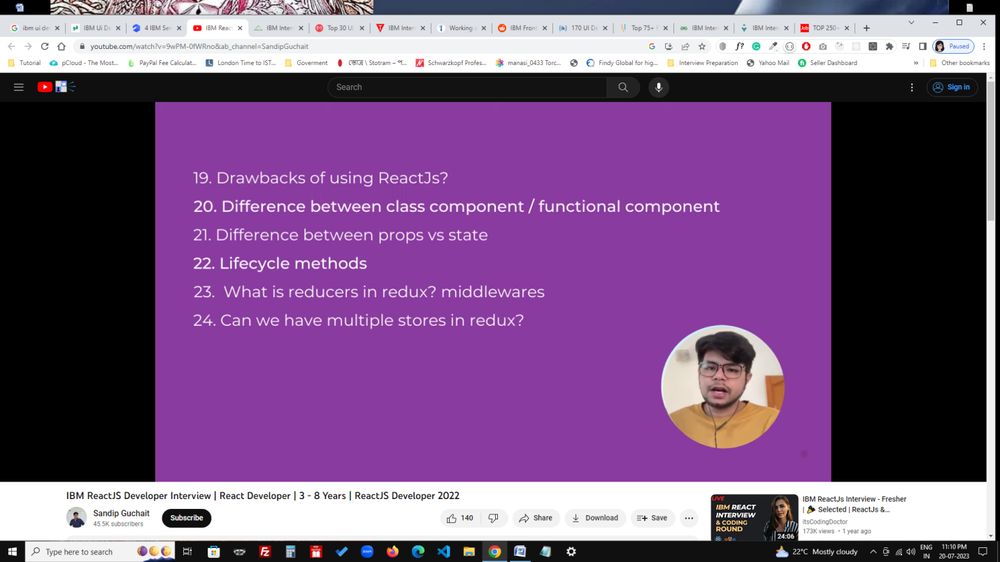 ibm ui de
IBM Ui De
4 IBM Sen
IBM Reac
IBM Inter
Top 30 UI
IBM Inter
Working a
IBM Front
170 UI De
Top 75+ I
IBM Inter
IBM Inter
TOP 250+
youtube.com/watch?v=9wPM-0fWRno&ab_channel=SandipGuchait
f?
Paused
Tutorial
pCloud - The Most...
PayPal Fee Calculat...
London Time to IST...
Goverment
স্তোত্র \ Stotram – প...
Schwarzkopf Profes...
manasi_0433 Torc...
Findy Global for hig...
Interview Preparation
Yahoo Mail
Seller Dashboard
»
Other bookmarks
Search
Sign in
19. Drawbacks of using ReactJs?
20. Difference between class component / functional component
21. Difference between props vs state
22. Lifecycle methods
23. What is reducers in redux? middlewares
24. Can we have multiple stores in redux?
IBM ReactJS Developer Interview | React Developer | 3 - 8 Years | ReactJS Developer 2022
Sandip Guchait
45.5K subscribers
Subscribe
140
Share
Download
Save
LIVE
IBM REACT
INTERVIEW
& CODING
ROUND
24:06
IBM ReactJs Interview - Fresher
| 🎉 Selected | ReactJs &...
itsCodingDoctor
173K views • 1 year ago
Type here to search
22°C Mostly cloudy
ENG
IN
11:10 PM
20-07-2023